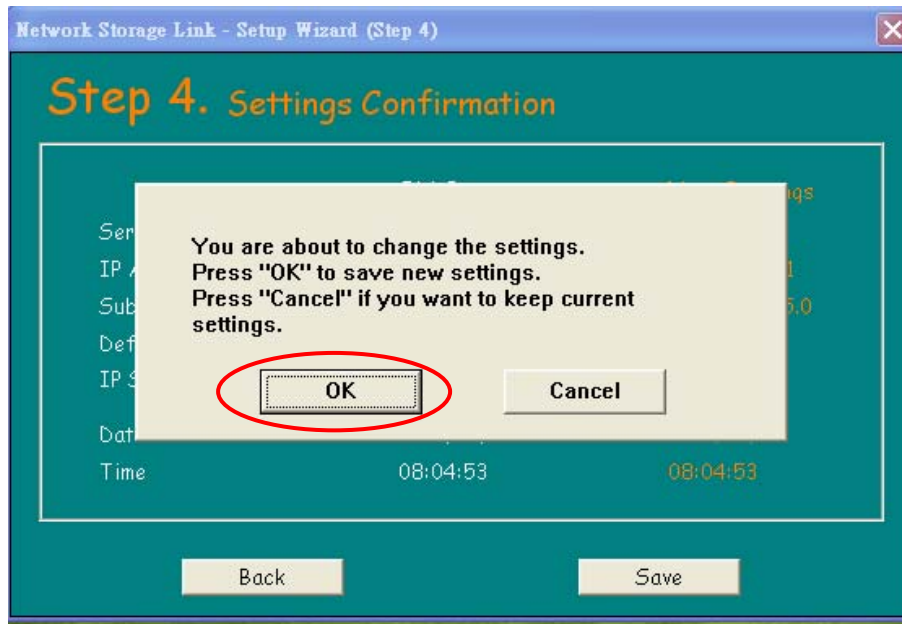 Network Storage Link - Setup Wizard (Step 4)
Step 4. Settings Confirmation
You are about to change the settings.
Press "OK" to save new settings.
Press "Cancel" if you want to keep current
settings.
OK Cancel
Time 08:04:53 08:04:53
Back Save